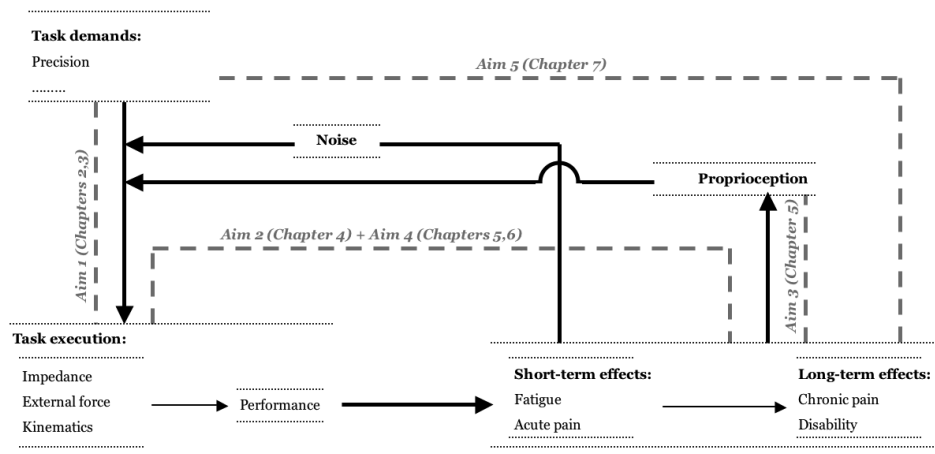 Task demands:
Precision
.........
Aim 5 (Chapter 7)
Noise
Proprioception
Aim 1 (Chapters 2,3)
Aim 2 (Chapter 4) + Aim 4 (Chapters 5,6)
Aim 3 (Chapter 5)
Task execution:
Impedance
External force
Kinematics
Performance
Short-term effects:
Fatigue
Acute pain
Long-term effects:
Chronic pain
Disability